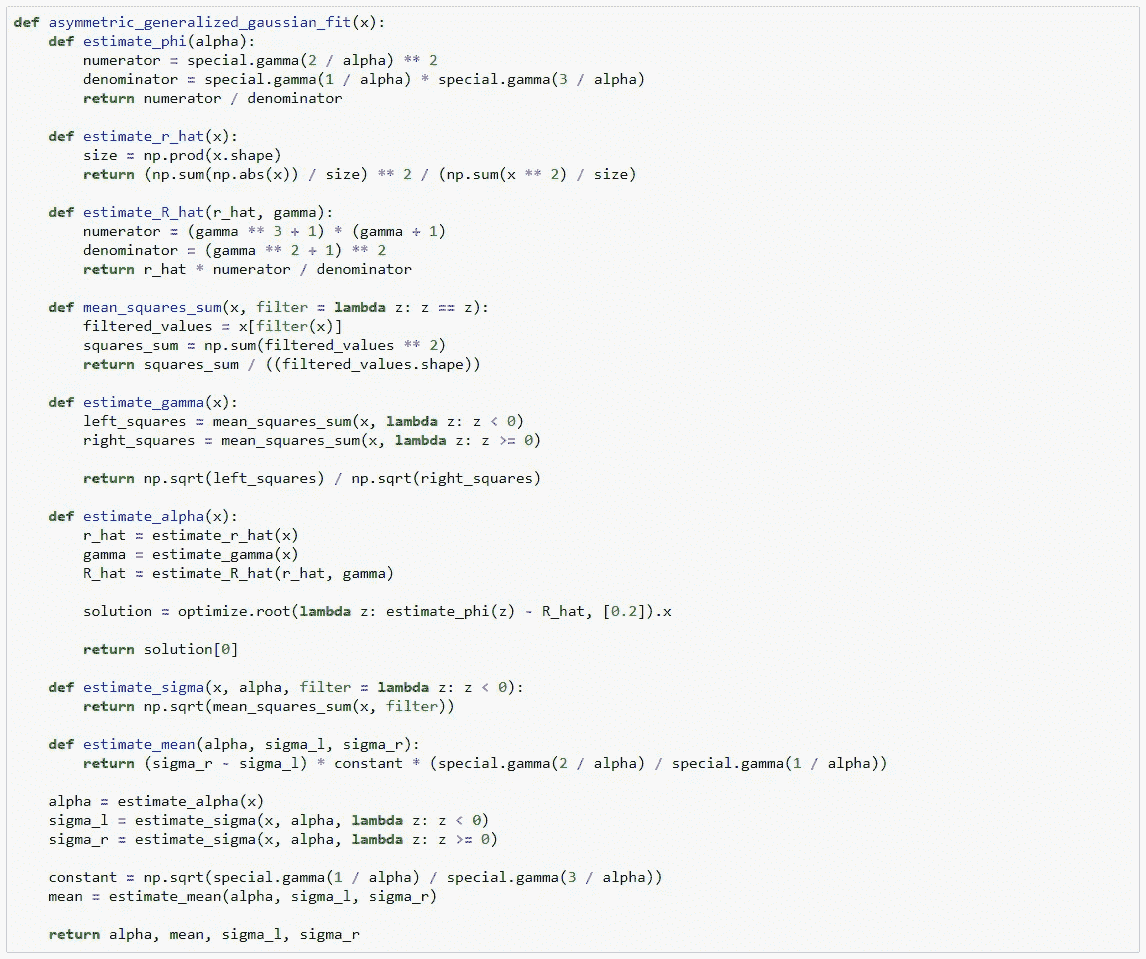 def asymmetric_generalized_gaussian_fit(x):
    def estimate_phi(alpha):
        numerator = special.gamma(2 / alpha) ** 2
        denominator = special.gamma(1 / alpha) * special.gamma(3 / alpha)
        return numerator / denominator

    def estimate_r_hat(x):
        size = np.prod(x.shape)
        return (np.sum(np.abs(x)) / size) ** 2 / (np.sum(x ** 2) / size)

    def estimate_R_hat(r_hat, gamma):
        numerator = (gamma ** 3 + 1) * (gamma + 1)
        denominator = (gamma ** 2 + 1) ** 2
        return r_hat * numerator / denominator

    def mean_squares_sum(x, filter = lambda z: z == z):
        filtered_values = x[filter(x)]
        squares_sum = np.sum(filtered_values ** 2)
        return squares_sum / ((filtered_values.shape))

    def estimate_gamma(x):
        left_squares = mean_squares_sum(x, lambda z: z < 0)
        right_squares = mean_squares_sum(x, lambda z: z >= 0)

        return np.sqrt(left_squares) / np.sqrt(right_squares)

    def estimate_alpha(x):
        r_hat = estimate_r_hat(x)
        gamma = estimate_gamma(x)
        R_hat = estimate_R_hat(r_hat, gamma)

        solution = optimize.root(lambda z: estimate_phi(z) - R_hat, [0.2]).x

        return solution[0]

    def estimate_sigma(x, alpha, filter = lambda z: z < 0):
        return np.sqrt(mean_squares_sum(x, filter))

    def estimate_mean(alpha, sigma_l, sigma_r):
        return (sigma_r - sigma_l) * constant * (special.gamma(2 / alpha) / special.gamma(1 / alpha))

    alpha = estimate_alpha(x)
    sigma_l = estimate_sigma(x, alpha, lambda z: z < 0)
    sigma_r = estimate_sigma(x, alpha, lambda z: z >= 0)

    constant = np.sqrt(special.gamma(1 / alpha) / special.gamma(3 / alpha))
    mean = estimate_mean(alpha, sigma_l, sigma_r)

    return alpha, mean, sigma_l, sigma_r